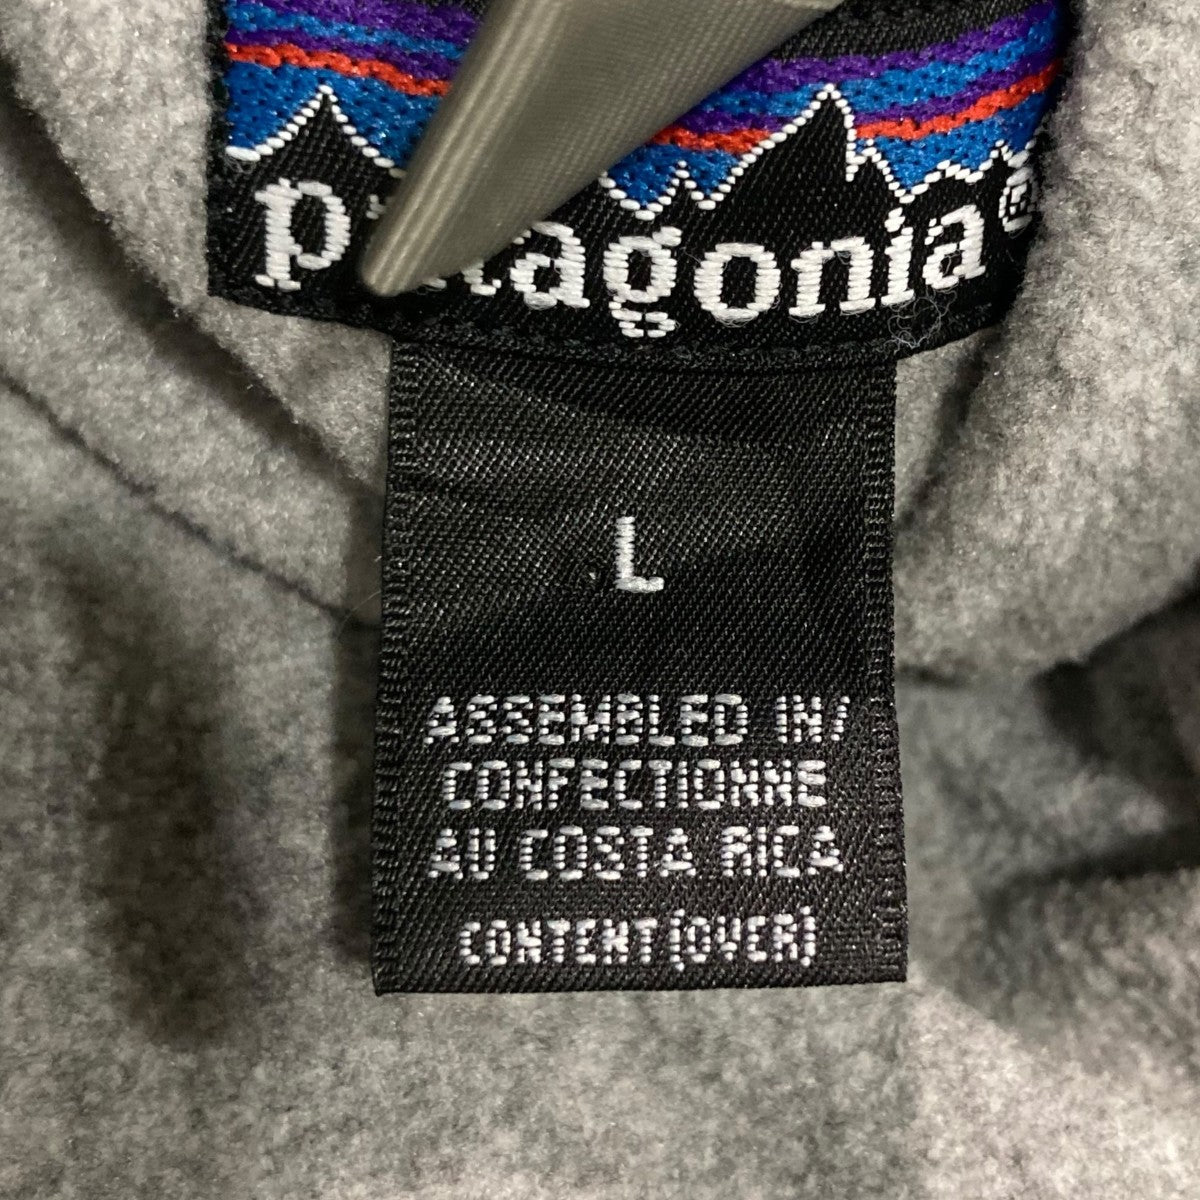 patagonia®
L
ASSEMBLED IN/
CONFECTIONNE
AU COSTA RICA
CONTENT (OVER)